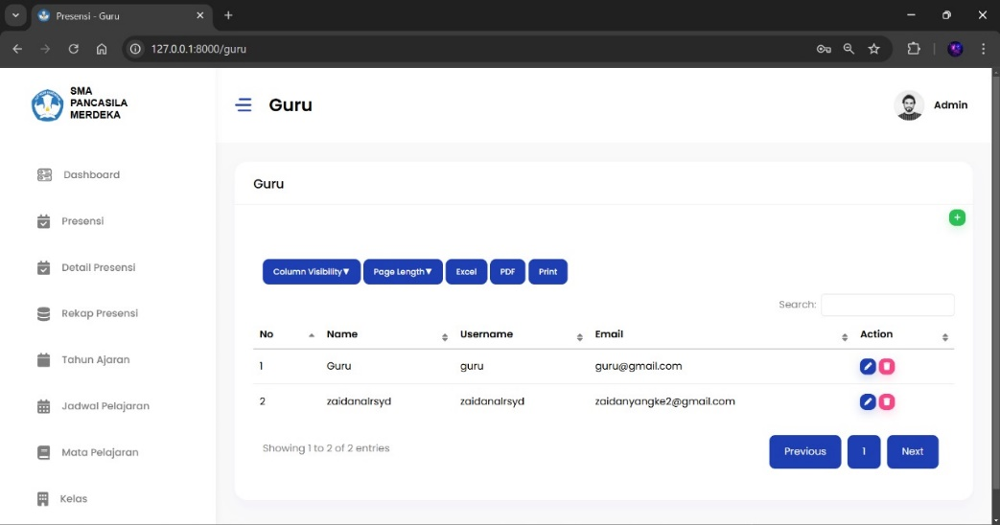 Presensi - Guru
127.0.0.1:8000/guru
SMA
PANCASILA
MERDEKA
Guru
Admin
Dashboard
Presensi
Detail Presensi
Rekap Presensi
Tahun Ajaran
Jadwal Pelajaran
Mata Pelajaran
Kelas
Guru
Column Visibility▼ Page Length▼ Excel PDF Print
Search:
No Name Username Email Action
1 Guru guru guru@gmail.com
2 zaidanalrsyd zaidanalrsyd zaidanyangke2@gmail.com
Showing 1 to 2 of 2 entries
Previous 1 Next